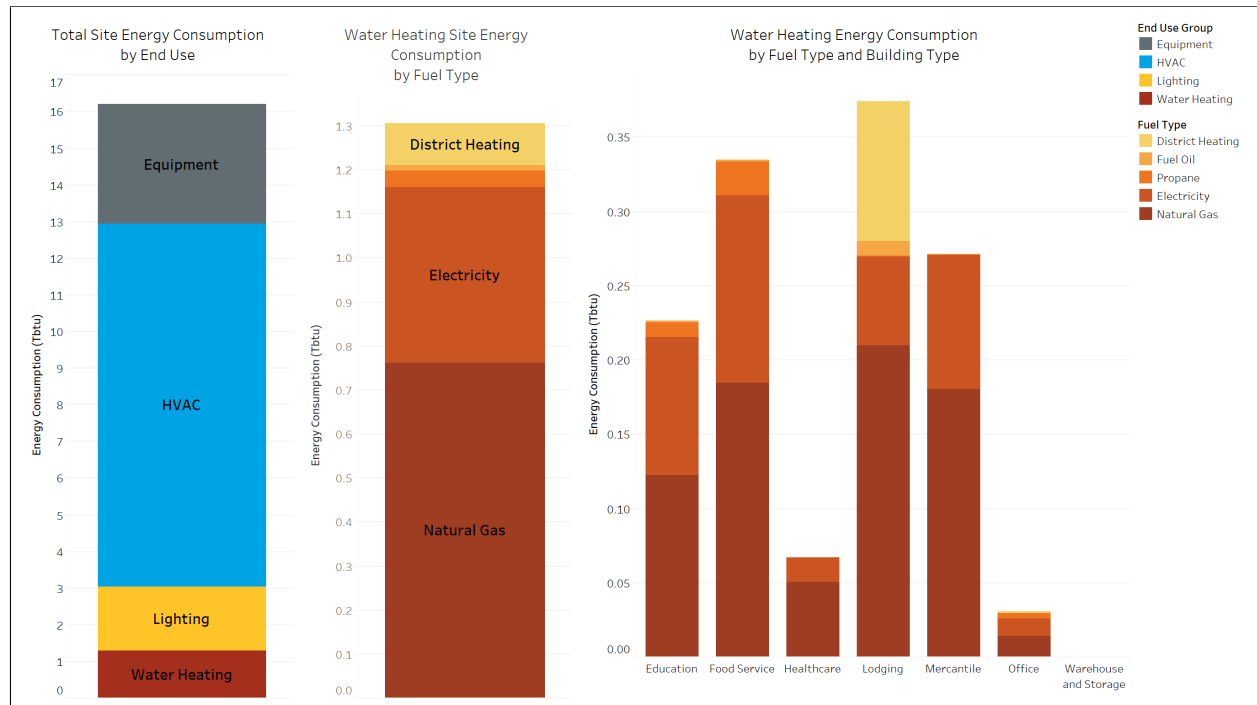 Total Site Energy Consumption
by End Use
Energy Consumption (Tbtu)
17
16
15
14
13
12
11
10
9
8
7
6
5
4
3
2
1
0
Equipment
HVAC
Lighting
Water Heating
Water Heating Site Energy
Consumption
by Fuel Type
Energy Consumption (Tbtu)
1.3
1.2
1.1
1.0
0.9
0.8
0.7
0.6
0.5
0.4
0.3
0.2
0.1
0.0
District Heating
Electricity
Natural Gas
Water Heating Energy Consumption
by Fuel Type and Building Type
Energy Consumption (Tbtu)
0.35
0.30
0.25
0.20
0.15
0.10
0.05
0.00
Education
Food Service
Healthcare
Lodging
Mercantile
Office
Warehouse
and Storage
End Use Group
Equipment
HVAC
Lighting
Water Heating
Fuel Type
District Heating
Fuel Oil
Propane
Electricity
Natural Gas